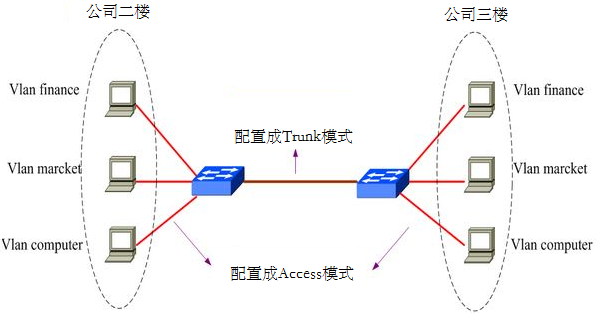 公司二楼
公司三楼
Vlan finance
Vlan finance
配置成Trunk模式
Vlan marcket
Vlan marcket
Vlan computer
Vlan computer
配置成Access模式